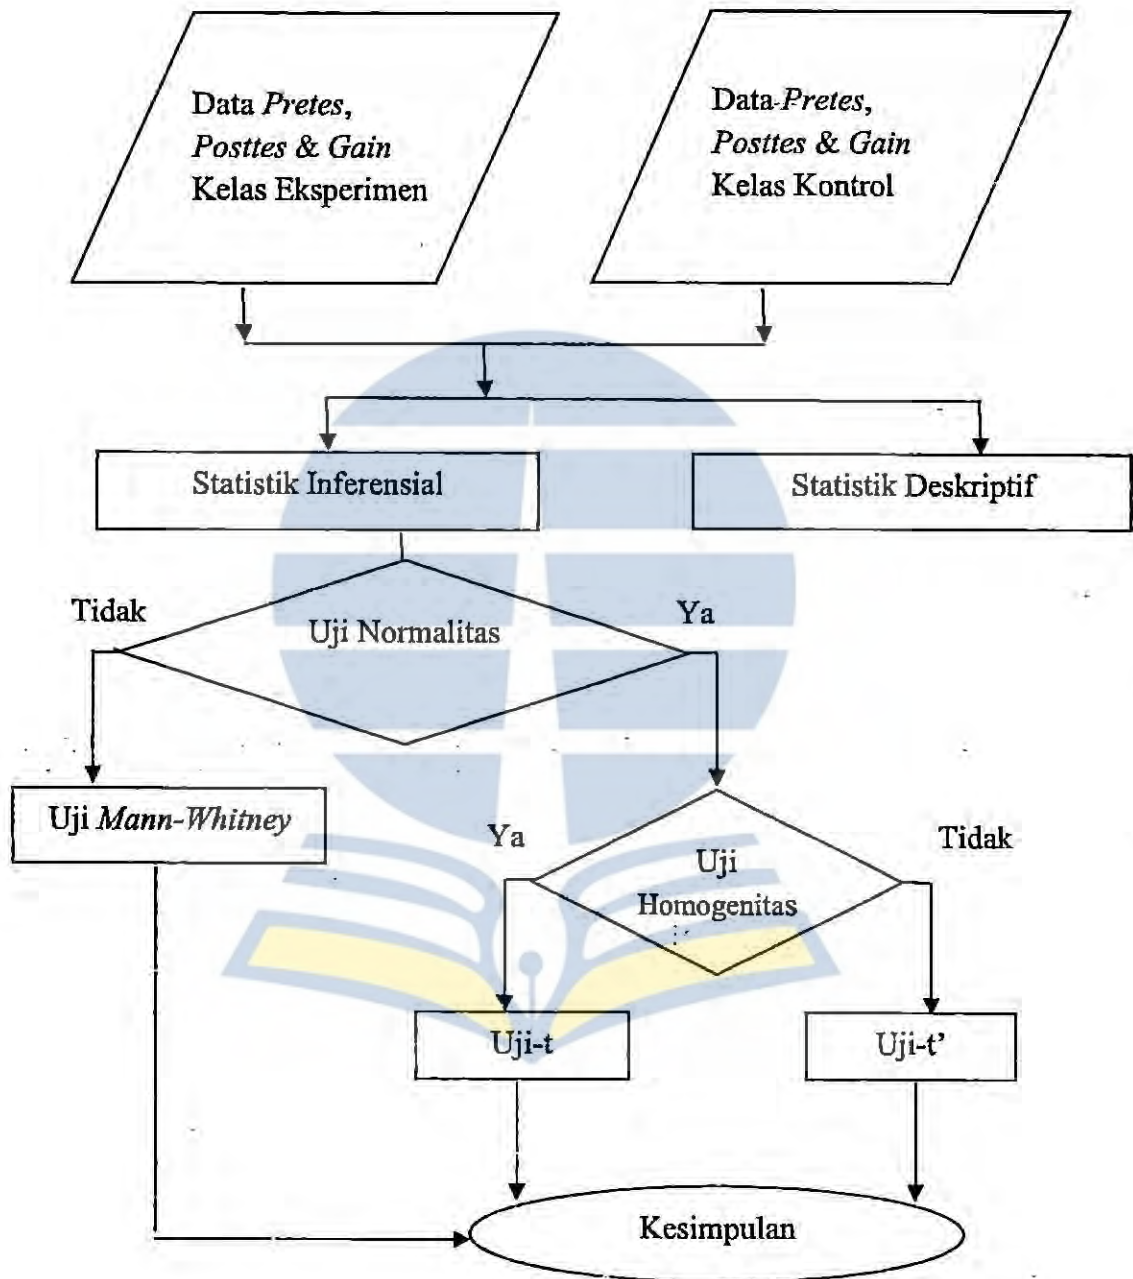 Data Pretes,
Posttes & Gain
Kelas Eksperimen
Data Pretes,
Posttes & Gain
Kelas Kontrol
Statistik Inferensial
Statistik Deskriptif
Tidak
Uji Normalitas
Ya
Uji Mann-Whitney
Ya
Uji
Homogenitas
Tidak
Uji-t
Uji-t’
Kesimpulan